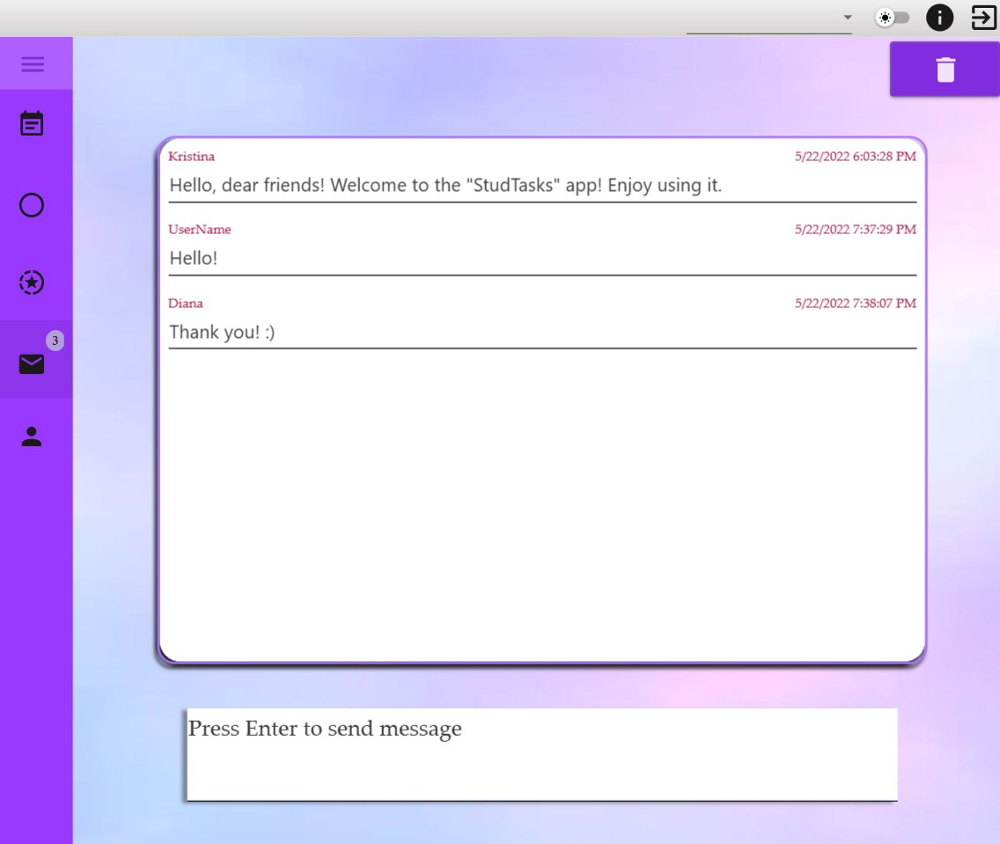 Kristina 5/22/2022 6:03:28 PM
Hello, dear friends! Welcome to the "StudTasks" app! Enjoy using it.
UserName 5/22/2022 7:37:29 PM
Hello!
3
Diana 5/22/2022 7:38:07 PM
Thank you! :)
Press Enter to send message